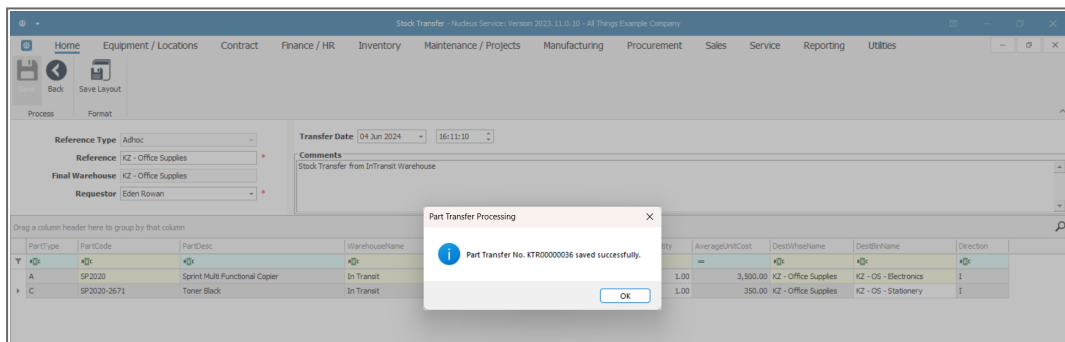 Stock Transfer - Nucleus Service: Version 2023.11.0.10 - All Things Example Company
Home Equipment / Locations Contract Finance / HR Inventory Maintenance / Projects Manufacturing Procurement Sales Service Reporting Utilities
Save Back Save Layout
Process Format
Reference Type Adhoc
Transfer Date 04 Jun 2024 16:11:10
Reference KZ - Office Supplies *
Comments
Stock Transfer from InTransit Warehouse
Final Warehouse KZ - Office Supplies
Requestor Eden Rowan *
Part Transfer Processing
Part Transfer No. KTR00000036 saved successfully.
OK
Drag a column header here to group by that column
PartType PartCode PartDesc WarehouseName AverageUnitCost DestWhseName DestBinName Direction
=
A SP2020 Sprint Multi Functional Copier In Transit 1.00 3,500.00 KZ - Office Supplies KZ - OS - Electronics I
C SP2020-2671 Toner Black In Transit 1.00 350.00 KZ - Office Supplies KZ - OS - Stationery I